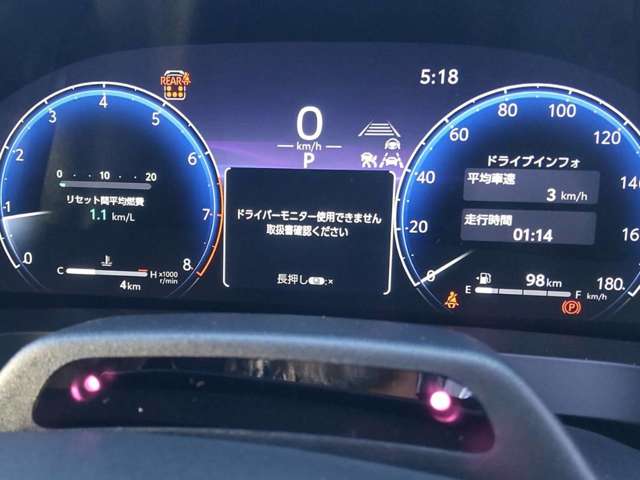 REAR
5:18
0
km/h
P
1
2
3
4
5
6
7
8
x1000
r/min
0 10 20
リセット間平均燃費
1.1 km/L
C H
4km
ドライバーモニター使用できません
取扱書確認ください
長押し
ドライブインフォ
平均車速
3 km/h
走行時間
01:14
0
20
40
60
80
100
120
140
16
180
km/h
98km
E F
P